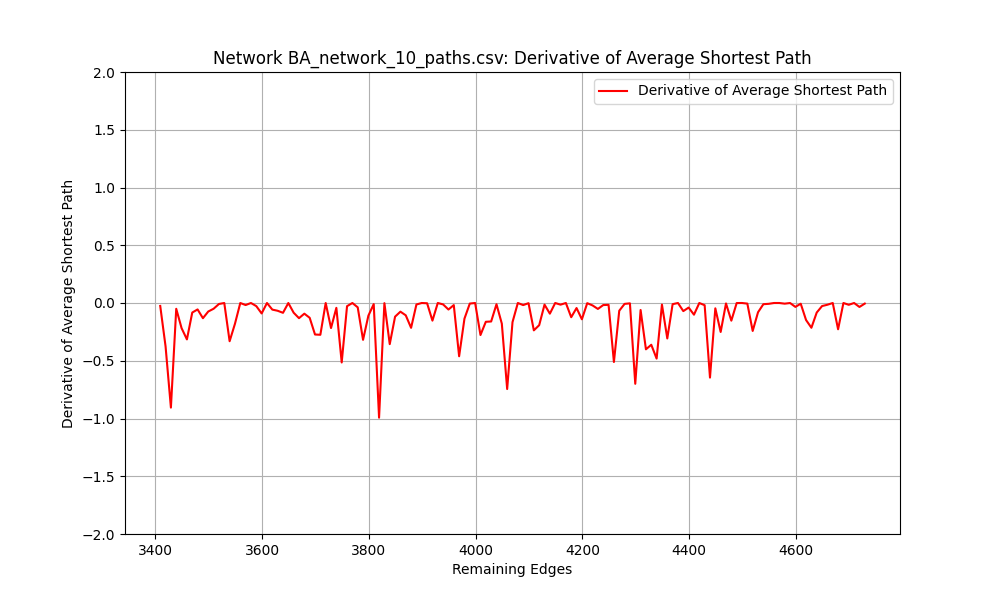 Network BA_network_10_paths.csv: Derivative of Average Shortest Path
Derivative of Average Shortest Path
2.0
1.5
1.0
0.5
0.0
−0.5
−1.0
−1.5
−2.0
Derivative of Average Shortest Path
3400 3600 3800 4000 4200 4400 4600
Remaining Edges